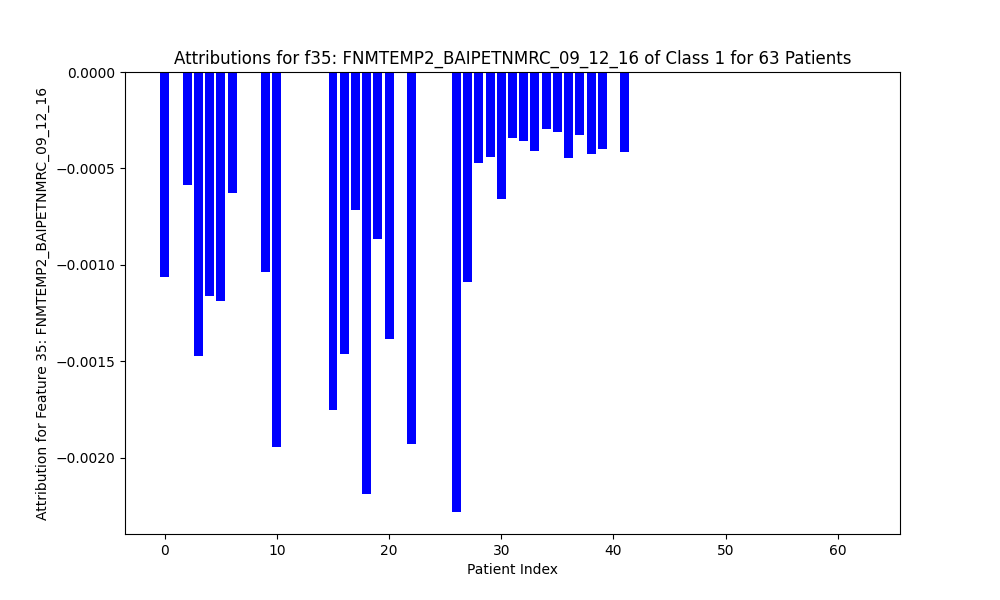 Attributions for f35: FNMTEMP2_BAIPETNMRC_09_12_16 of Class 1 for 63 Patients
Attribution for Feature 35: FNMTEMP2_BAIPETNMRC_09_12_16
0.0000
−0.0005
−0.0010
−0.0015
−0.0020
0 10 20 30 40 50 60
Patient Index